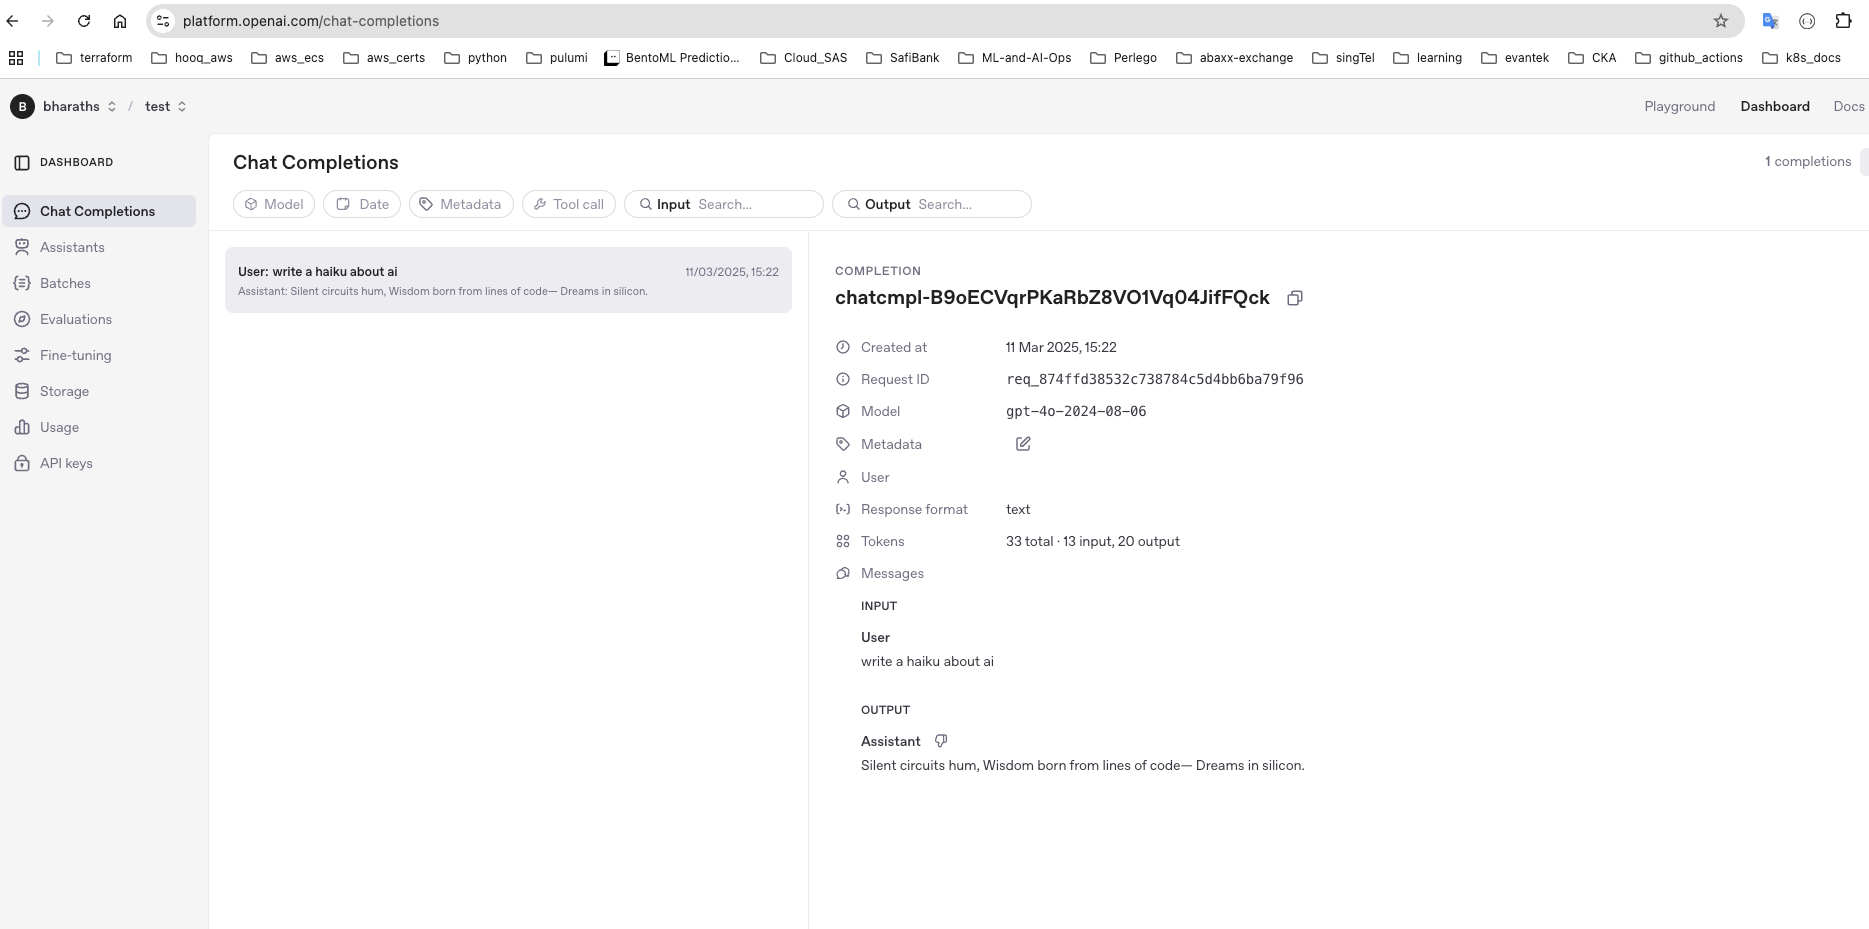 platform.openai.com/chat-completions
terraform hooq_aws aws_ecs aws_certs python pulumi BentoML Predictio... Cloud_SAS SafiBank ML-and-AI-Ops Perlego abaxx-exchange singTel learning evantek CKA github_actions k8s_docs
B bharaths / test Playground Dashboard Docs
DASHBOARD
Chat Completions
Assistants
Batches
Evaluations
Fine-tuning
Storage
Usage
API keys
Chat Completions 1 completions
Model Date Metadata Tool call Input Search... Output Search...
User: write a haiku about ai 11/03/2025, 15:22
Assistant: Silent circuits hum, Wisdom born from lines of code— Dreams in silicon.
COMPLETION
chatcmpl-B9oECVqrPKaRbZ8VO1Vq04JifFQck
Created at 11 Mar 2025, 15:22
Request ID req_874ffd38532c738784c5d4bb6ba79f96
Model gpt-4o-2024-08-06
Metadata
User
Response format text
Tokens 33 total · 13 input, 20 output
Messages
INPUT
User
write a haiku about ai
OUTPUT
Assistant
Silent circuits hum, Wisdom born from lines of code— Dreams in silicon.